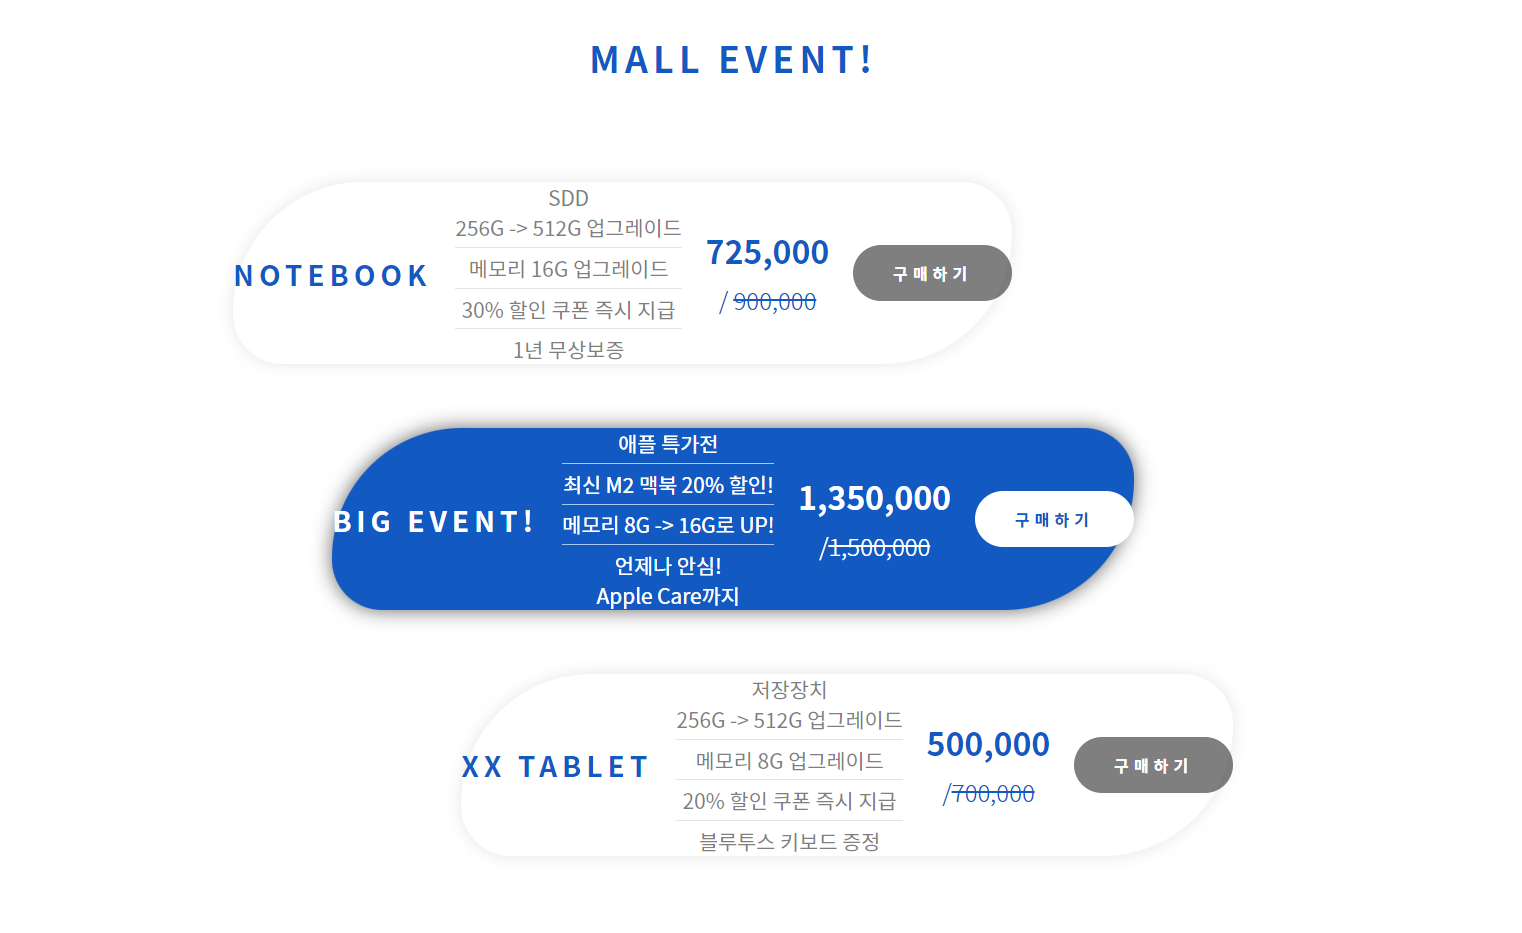 MALL EVENT!
NOTEBOOK
SDD
256G -> 512G 업그레이드
메모리 16G 업그레이드
30% 할인 쿠폰 즉시 지급
1년 무상보증
725,000
/ 900,000
구매하기
BIG EVENT!
애플 특가전
최신 M2 맥북 20% 할인!
메모리 8G -> 16G로 UP!
언제나 안심!
Apple Care까지
1,350,000
/1,500,000
구매하기
XX TABLET
저장장치
256G -> 512G 업그레이드
메모리 8G 업그레이드
20% 할인 쿠폰 즉시 지급
블루투스 키보드 증정
500,000
/700,000
구매하기